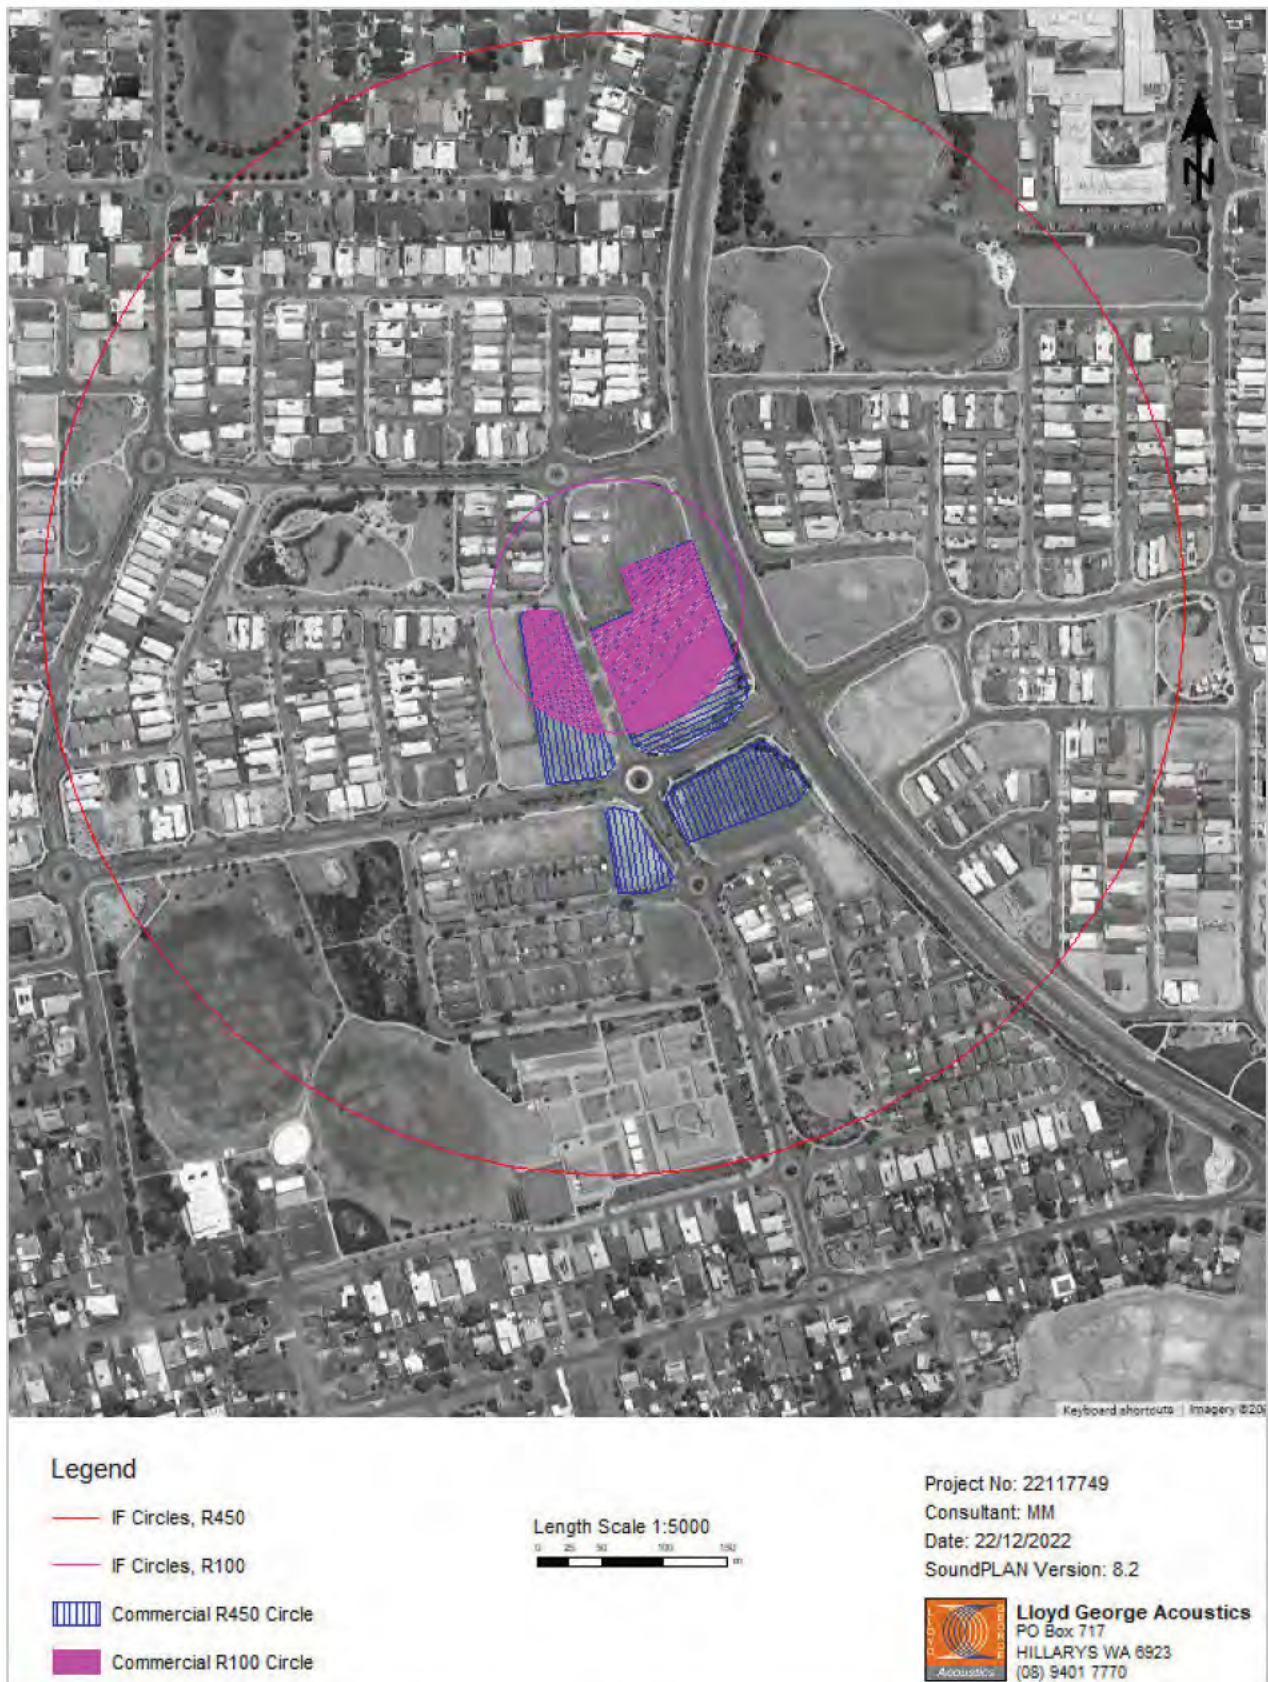 N
Keyboard shortcuts | Imagery ©20
Legend
IF Circles, R450
IF Circles, R100
Commercial R450 Circle
Commercial R100 Circle
Length Scale 1:5000
0 25 50 100 150
m
Project No: 22117749
Consultant: MM
Date: 22/12/2022
SoundPLAN Version: 8.2
LLOYD GEORGE
Acoustics
Lloyd George Acoustics
PO Box 717
HILLARYS WA 6923
(08) 9401 7770